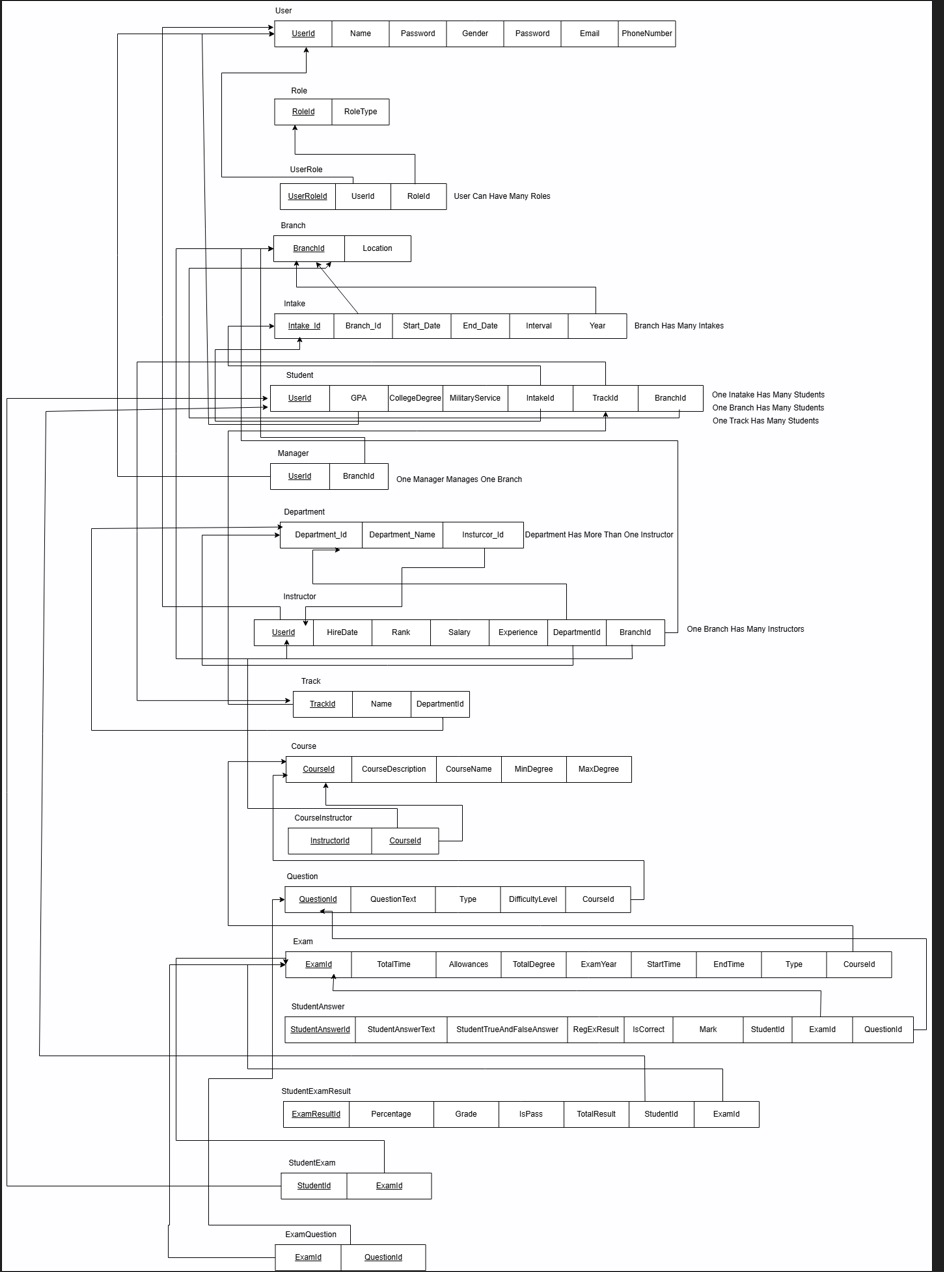 User
UserId Name Password Gender Password Email PhoneNumber
Role
RoleId RoleType
UserRole
UserRoleId UserId RoleId User Can Have Many Roles
Branch
BranchId Location
Intake
Intake_Id Branch_Id Start_Date End_Date Interval Year Branch Has Many Intakes
Student
UserId GPA CollegeDegree MilitaryService IntakeId TrackId BranchId One Inatake Has Many Students
One Branch Has Many Students
One Track Has Many Students
Manager
UserId BranchId One Manager Manages One Branch
Department
Department_Id Department_Name Insturcor_Id Department Has More Than One Instructor
Instructor
UserId HireDate Rank Salary Experience DepartmentId BranchId One Branch Has Many Instructors
Track
TrackId Name DepartmentId
Course
CourseId CourseDescription CourseName MinDegree MaxDegree
CourseInstructor
InstructorId CourseId
Question
QuestionId QuestionText Type DifficultyLevel CourseId
Exam
ExamId TotalTime Allowances TotalDegree ExamYear StartTime EndTime Type CourseId
StudentAnswer
StudentAnswerId StudentAnswerText StudentTrueAndFalseAnswer RegExResult IsCorrect Mark StudentId ExamId QuestionId
StudentExamResult
ExamResultId Percentage Grade IsPass TotalResult StudentId ExamId
StudentExam
StudentId ExamId
ExamQuestion
ExamId QuestionId